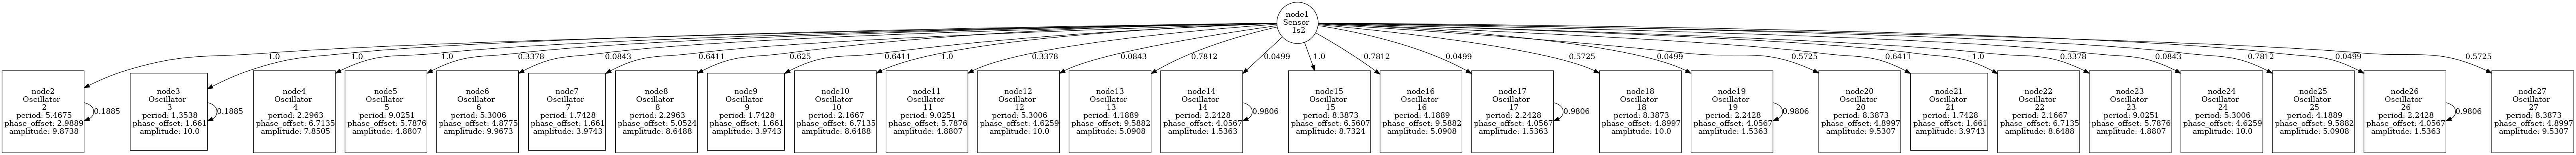 node1
Sensor
1s2
-1.0
-1.0
-1.0
0.3378
-0.0843
-0.6411
-0.625
-0.6411
-1.0
0.3378
-0.0843
-0.7812
0.0499
-1.0
-0.7812
0.0499
-0.5725
0.0499
-0.5725
-0.6411
-1.0
0.3378
-0.0843
-0.7812
0.0499
-0.5725
node2
Oscillator
2
period: 5.4675
phase_offset: 2.9889
amplitude: 9.8738
0.1885
node3
Oscillator
3
period: 1.3538
phase_offset: 1.661
amplitude: 10.0
0.1885
node4
Oscillator
4
period: 2.2963
phase_offset: 6.7135
amplitude: 7.8505
node5
Oscillator
5
period: 9.0251
phase_offset: 5.7876
amplitude: 4.8807
node6
Oscillator
6
period: 5.3006
phase_offset: 4.8775
amplitude: 9.9673
node7
Oscillator
7
period: 1.7428
phase_offset: 1.661
amplitude: 3.9743
node8
Oscillator
8
period: 2.2963
phase_offset: 5.0524
amplitude: 8.6488
node9
Oscillator
9
period: 1.7428
phase_offset: 1.661
amplitude: 3.9743
node10
Oscillator
10
period: 2.1667
phase_offset: 6.7135
amplitude: 8.6488
node11
Oscillator
11
period: 9.0251
phase_offset: 5.7876
amplitude: 4.8807
node12
Oscillator
12
period: 5.3006
phase_offset: 4.6259
amplitude: 10.0
node13
Oscillator
13
period: 4.1889
phase_offset: 9.5882
amplitude: 5.0908
node14
Oscillator
14
period: 2.2428
phase_offset: 4.0567
amplitude: 1.5363
0.9806
node15
Oscillator
15
period: 8.3873
phase_offset: 6.5607
amplitude: 8.7324
node16
Oscillator
16
period: 4.1889
phase_offset: 9.5882
amplitude: 5.0908
node17
Oscillator
17
period: 2.2428
phase_offset: 4.0567
amplitude: 1.5363
0.9806
node18
Oscillator
18
period: 8.3873
phase_offset: 4.8997
amplitude: 10.0
node19
Oscillator
19
period: 2.2428
phase_offset: 4.0567
amplitude: 1.5363
0.9806
node20
Oscillator
20
period: 8.3873
phase_offset: 4.8997
amplitude: 9.5307
node21
Oscillator
21
period: 1.7428
phase_offset: 1.661
amplitude: 3.9743
node22
Oscillator
22
period: 2.1667
phase_offset: 6.7135
amplitude: 8.6488
node23
Oscillator
23
period: 9.0251
phase_offset: 5.7876
amplitude: 4.8807
node24
Oscillator
24
period: 5.3006
phase_offset: 4.6259
amplitude: 10.0
node25
Oscillator
25
period: 4.1889
phase_offset: 9.5882
amplitude: 5.0908
node26
Oscillator
26
period: 2.2428
phase_offset: 4.0567
amplitude: 1.5363
0.9806
node27
Oscillator
27
period: 8.3873
phase_offset: 4.8997
amplitude: 9.5307